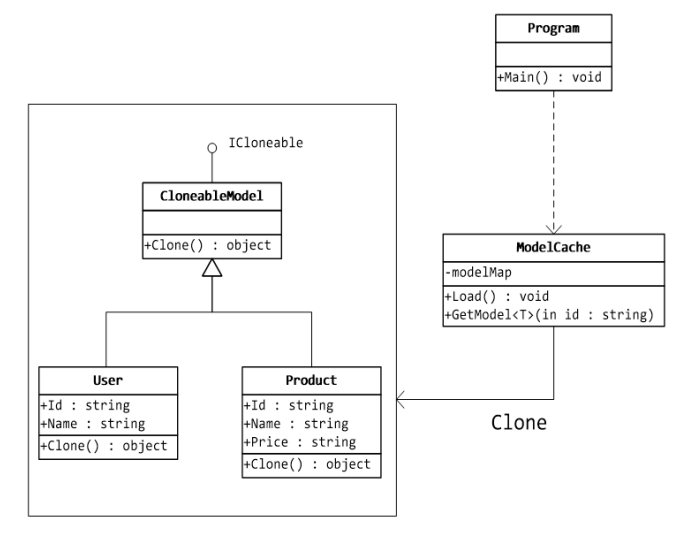 Program
+Main() : void
ICloneable
CloneableModel
+Clone() : object
ModelCache
-modelMap
+Load() : void
+GetModel<T>(in id : string)
User
+Id : string
+Name : string
+Clone() : object
Product
+Id : string
+Name : string
+Price : string
+Clone() : object
Clone